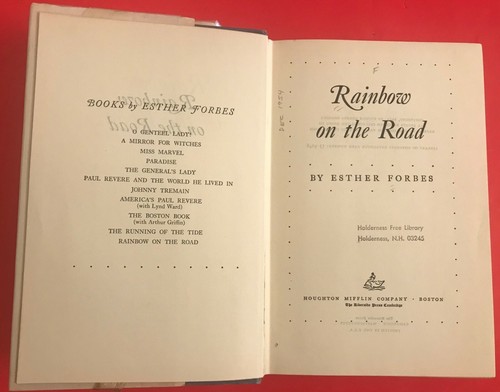 BOOKS by ESTHER FORBES
O GENTEEL LADY!
A MIRROR FOR WITCHES
MISS MARVEL
PARADISE
THE GENERAL'S LADY
PAUL REVERE AND THE WORLD HE LIVED IN
JOHNNY TREMAIN
AMERICA'S PAUL REVERE
(with Lynd Ward)
THE BOSTON BOOK
(with Arthur Griffin)
THE RUNNING OF THE TIDE
RAINBOW ON THE ROAD
F
DEC 1954
Rainbow
on the Road
BY ESTHER FORBES
Holderness Free Library
Holderness, N.H. 03245
HOUGHTON MIFFLIN COMPANY · BOSTON
The Riverside Press Cambridge